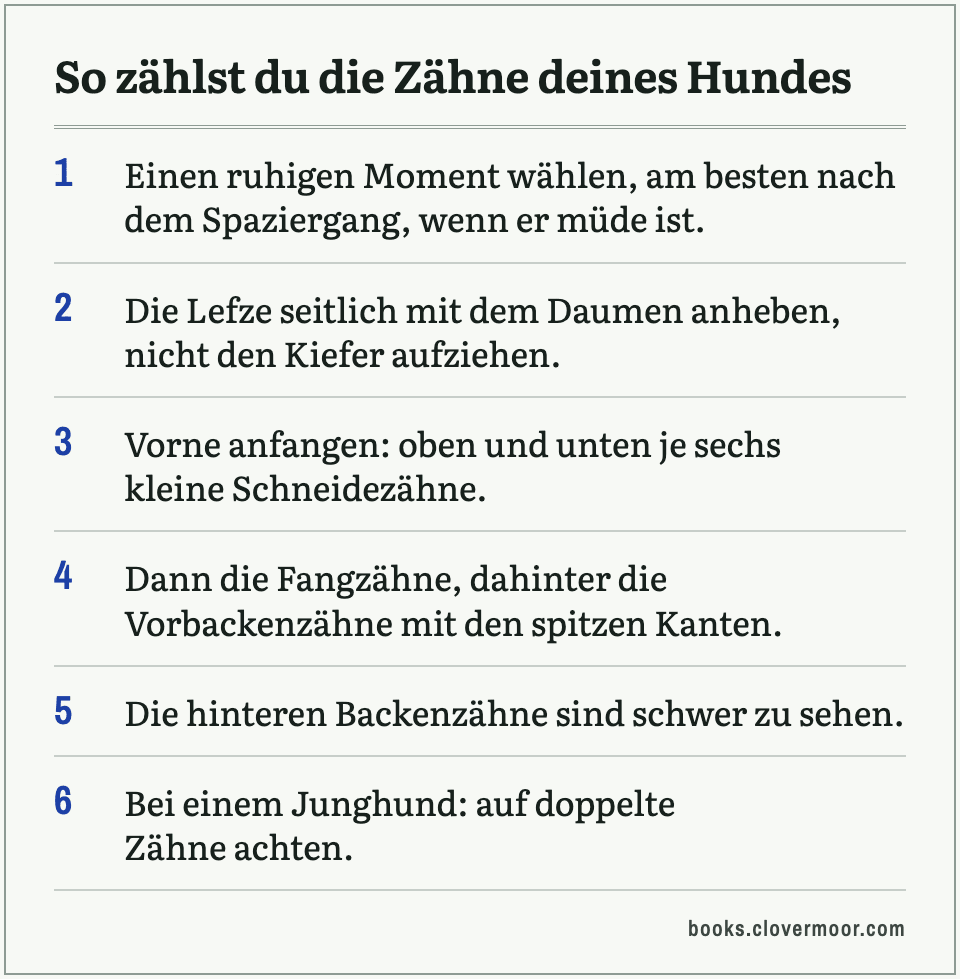 So zählst du die Zähne deines Hundes
1 Einen ruhigen Moment wählen, am besten nach
dem Spaziergang, wenn er müde ist.
2 Die Lefze seitlich mit dem Daumen anheben,
nicht den Kiefer aufziehen.
3 Vorne anfangen: oben und unten je sechs
kleine Schneidezähne.
4 Dann die Fangzähne, dahinter die
Vorbackenzähne mit den spitzen Kanten.
5 Die hinteren Backenzähne sind schwer zu sehen.
6 Bei einem Junghund: auf doppelte
Zähne achten.
books.clovermoor.com